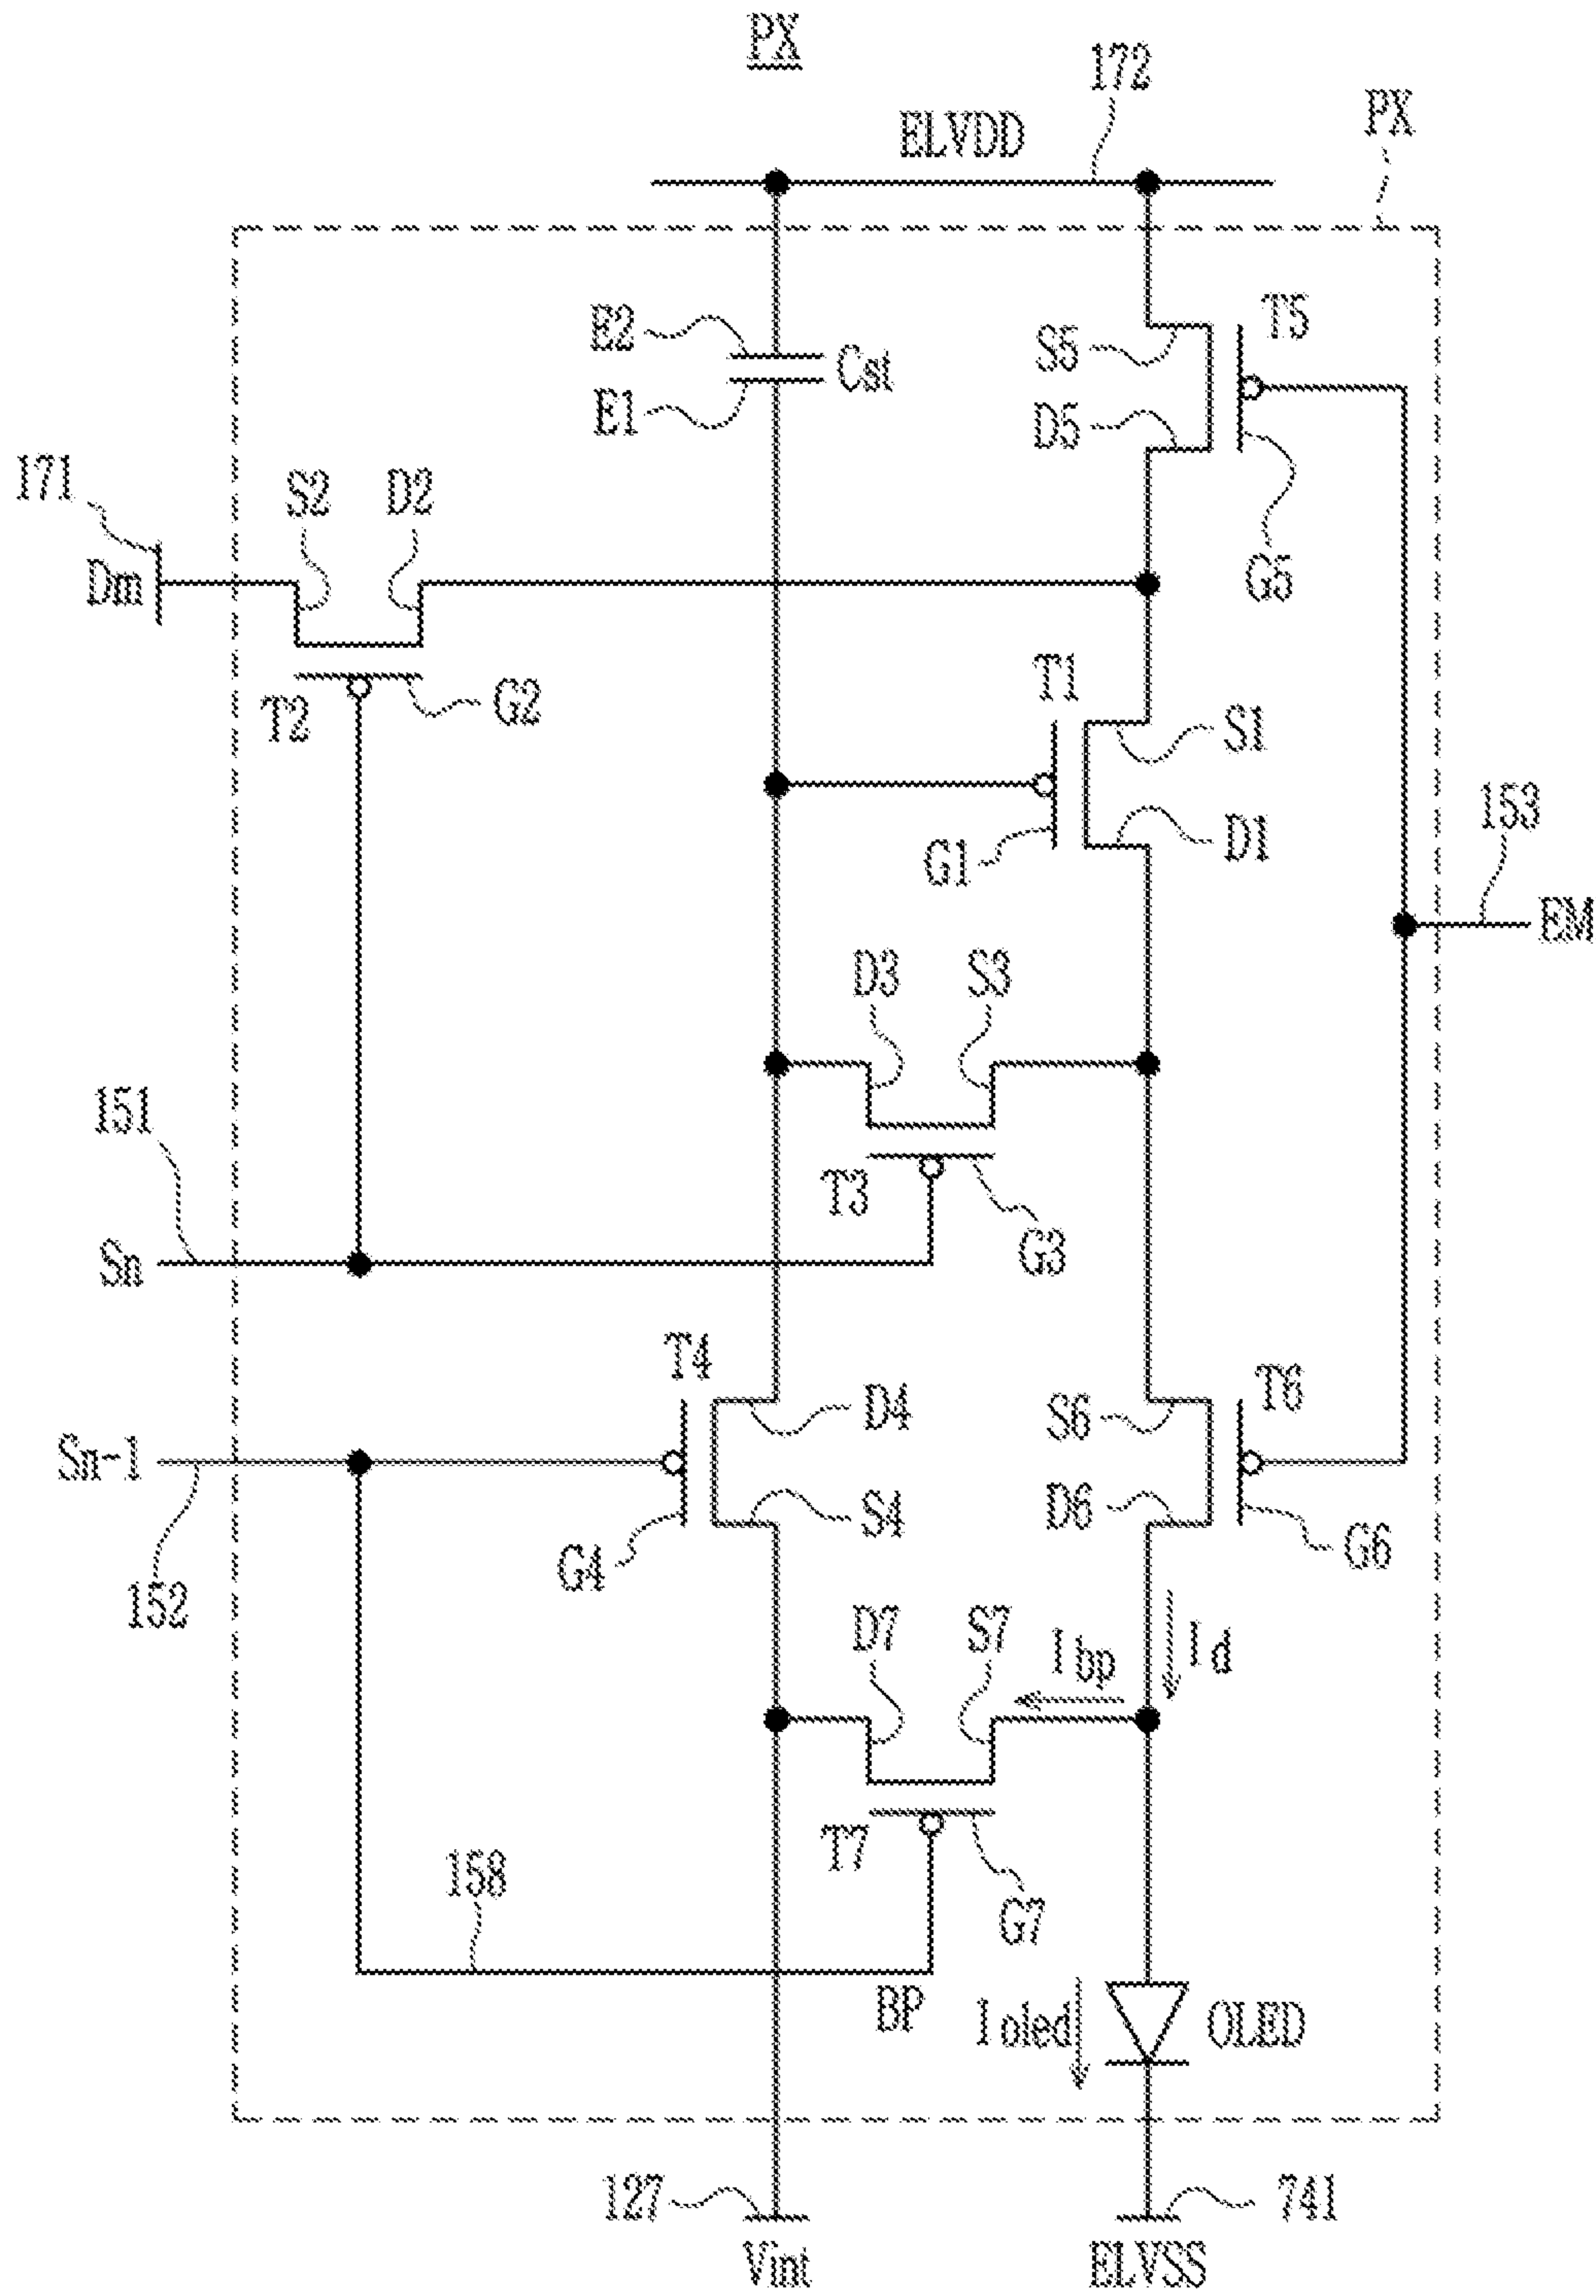 PX
172
PX
ELVDD
E2
Cst
E1
T5
S5
D5
G5
171
S2
D2
Dm
T2
G2
T1
S1
D1
G1
153
EM
D3
S3
151
T3
G3
Sn
T4
D4
S6
T6
Sn-1
S4
D6
G4
G6
152
D7
S7
Ibp
Id
T7
G7
158
BP
Ioled
OLED
127
741
Vint
ELVSS